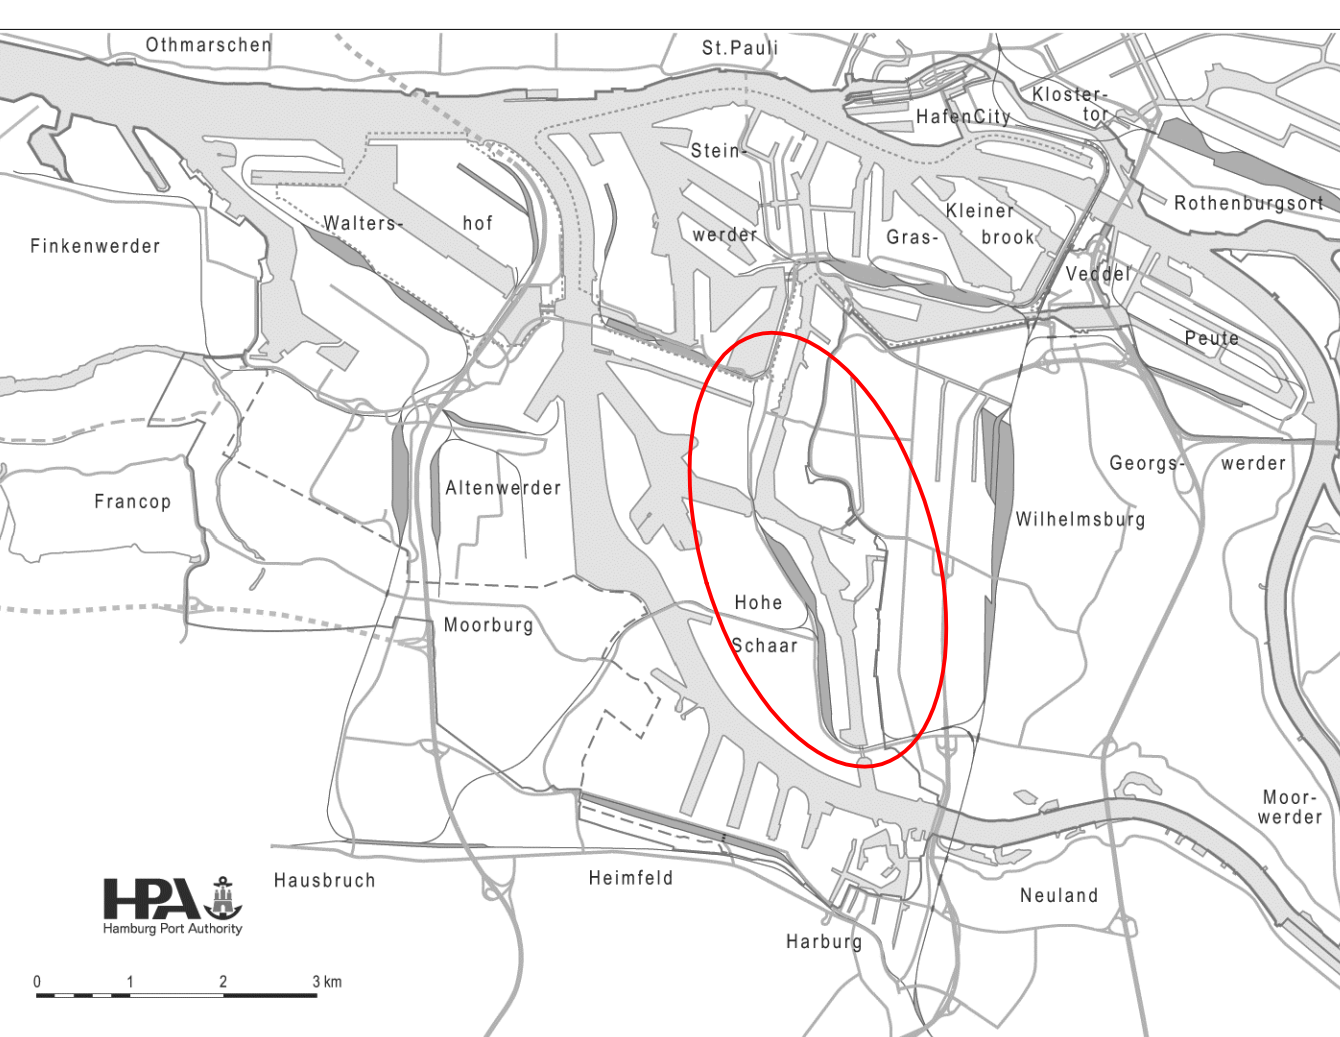 Othmarschen
St.Pauli
Kloster-
tor
HafenCity
Stein-
werder
Walters-
hof
Finkenwerder
Kleiner
Gras-
brook
Rothenburgsort
Veddel
Peute
Georgs-
werder
Altenwerder
Francop
Wilhelmsburg
Hohe
Schaar
Moorburg
Moor-
werder
Hausbruch
Heimfeld
Neuland
Harburg
HPA
Hamburg Port Authority
0 1 2 3 km